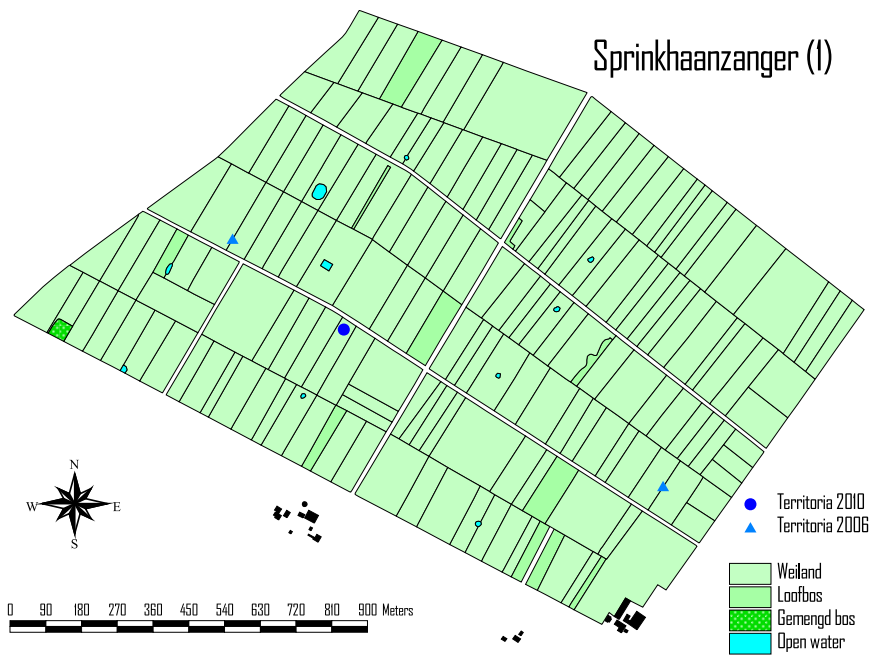 Sprinkhaanzanger (1)
N
W E
S
Territoria 2010
Territoria 2006
Weiland
Loofbos
Gemengd bos
Open water
0 90 180 270 360 450 540 630 720 810 900 Meters